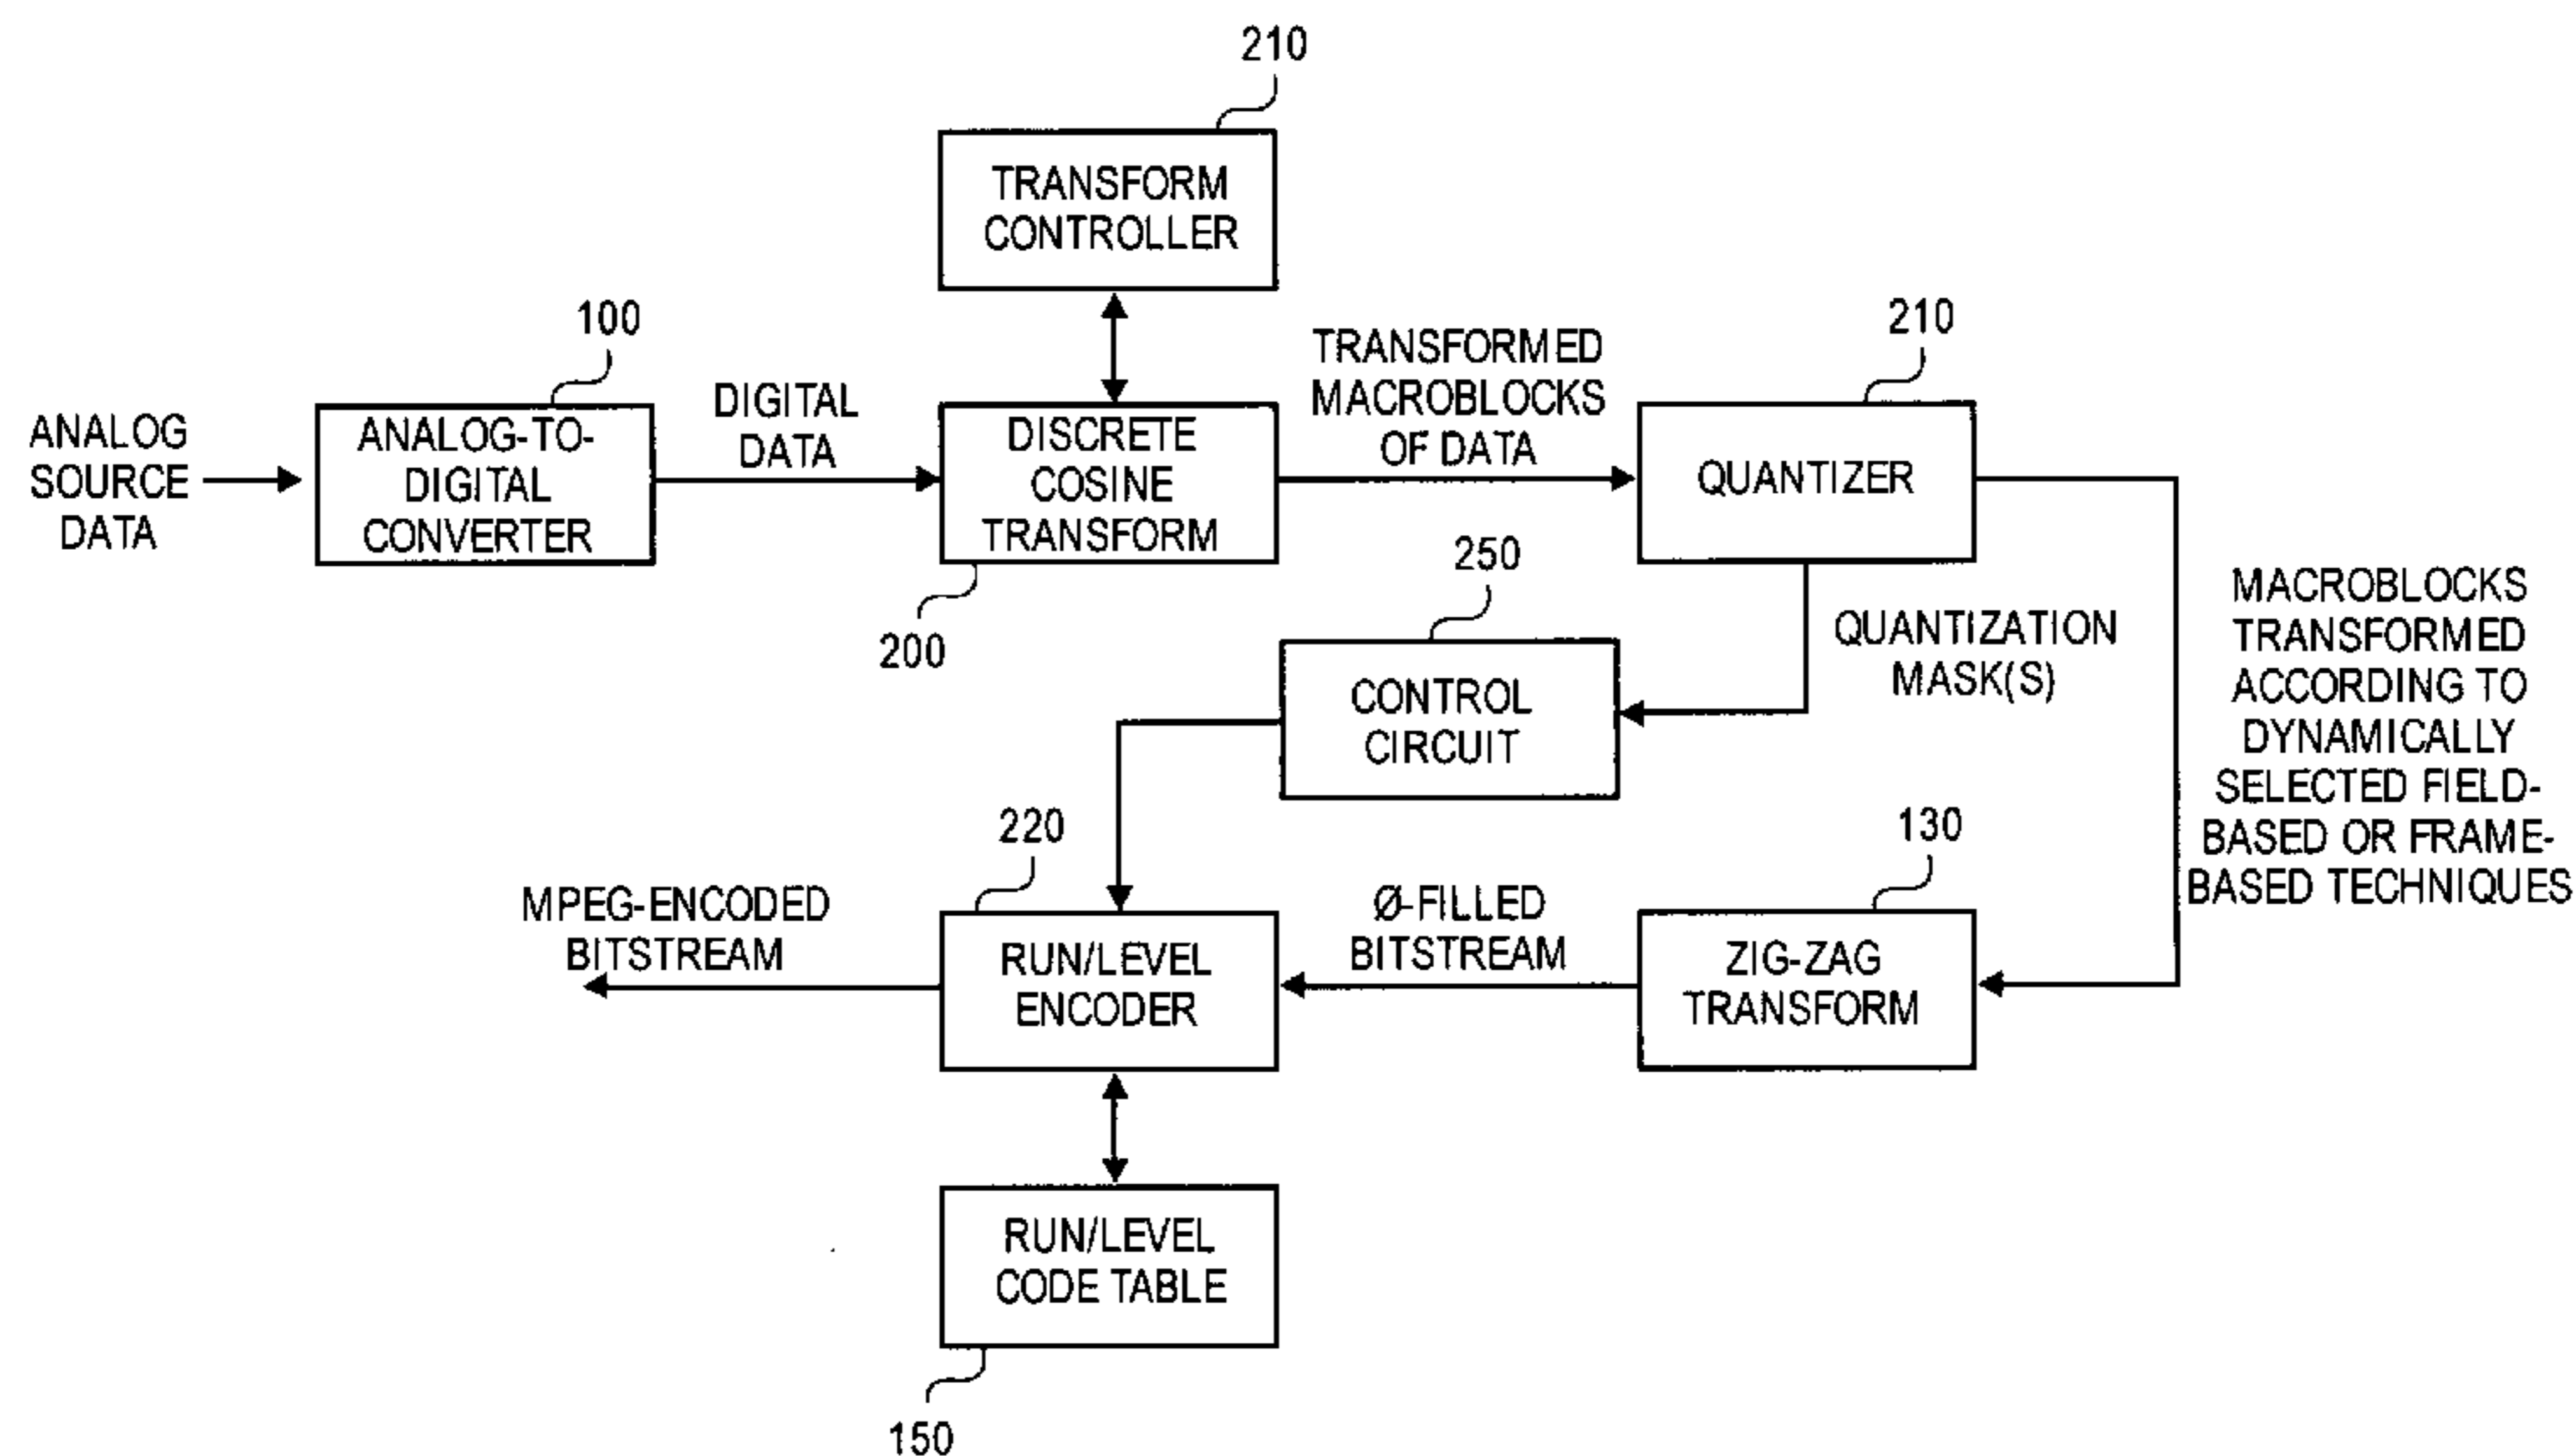 210
TRANSFORM
CONTROLLER
100
210
ANALOG
SOURCE
DATA
ANALOG-TO-
DIGITAL
CONVERTER
DIGITAL
DATA
DISCRETE
COSINE
TRANSFORM
200
TRANSFORMED
MACROBLOCKS
OF DATA
QUANTIZER
250
CONTROL
CIRCUIT
QUANTIZATION
MASK(S)
MACROBLOCKS
TRANSFORMED
ACCORDING TO
DYNAMICALLY
SELECTED FIELD-
BASED OR FRAME-
BASED TECHNIQUES
220
130
MPEG-ENCODED
BITSTREAM
RUN/LEVEL
ENCODER
Ø-FILLED
BITSTREAM
ZIG-ZAG
TRANSFORM
RUN/LEVEL
CODE TABLE
150